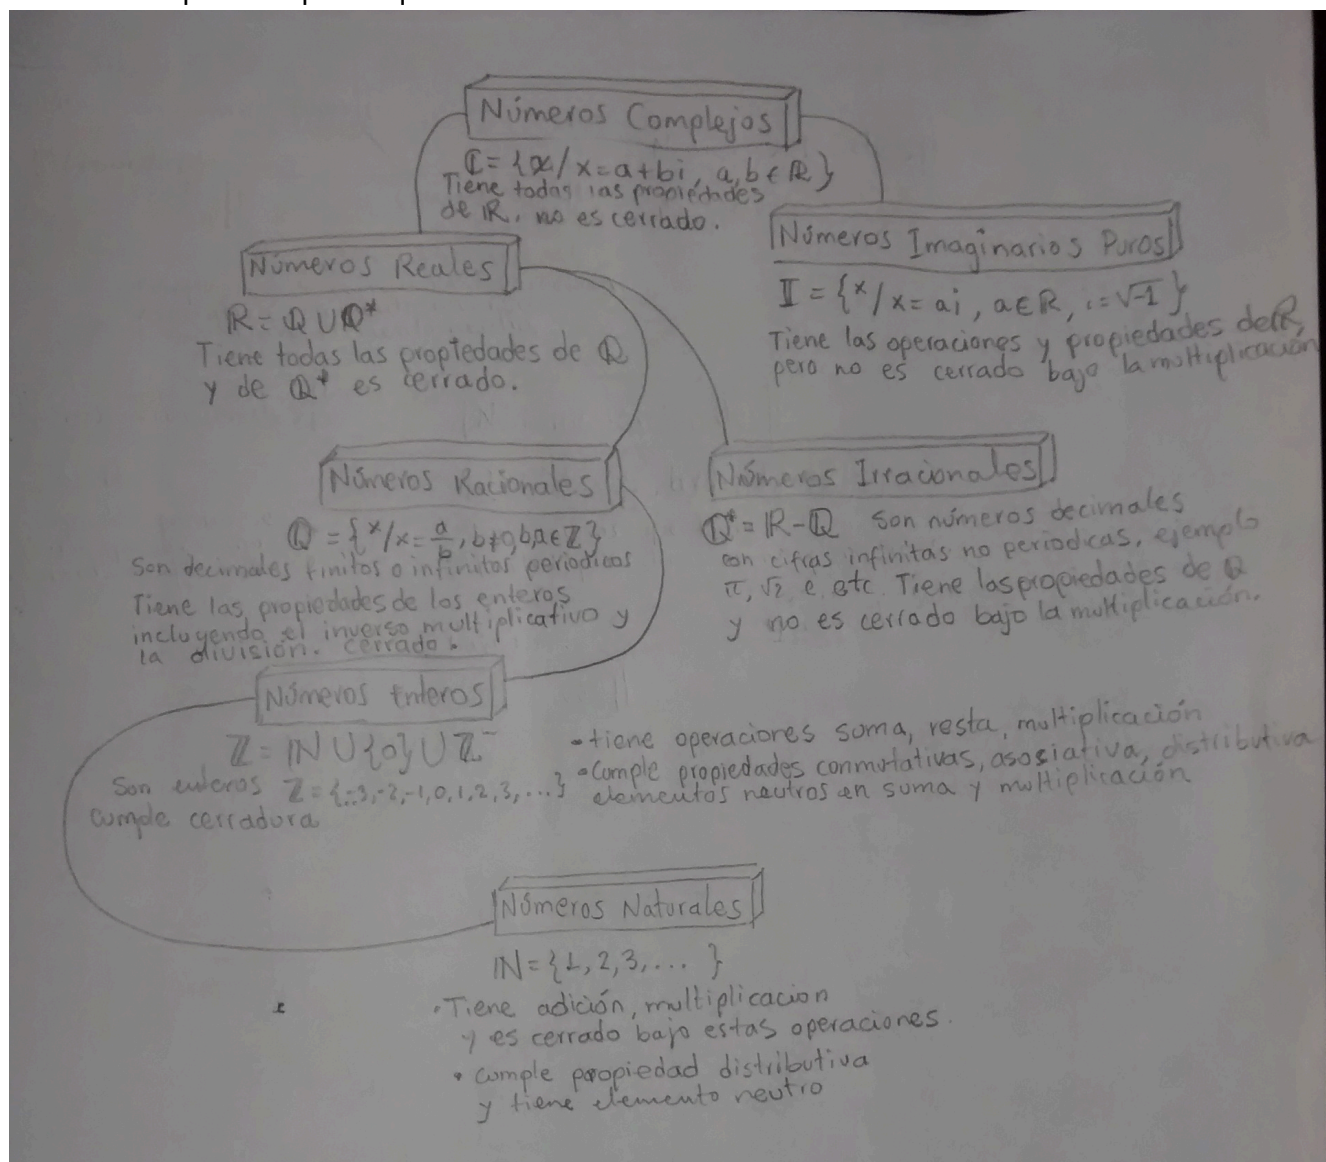 Números Complejos
ℂ = {x/x=a+bi, a,b ∈ ℝ}
Tiene todas las propiedades
de ℝ, no es cerrado.
Números Reales
ℝ = ℚ ∪ ℚ*
Tiene todas las propiedades de ℚ
y de ℚ* es cerrado.
Números Imaginarios Puros
𝕀 = {x/x=ai, a∈ℝ, i=√-1}
Tiene las operaciones y propiedades de ℝ,
pero no es cerrado bajo la multiplicación
Números Racionales
ℚ = {x/x=a/b, b≠0, b,a ∈ ℤ}
Son decimales finitos o infinitos periodicos
Tiene las propiedades de los enteros
incluyendo el inverso multiplicativo y
la división. cerrado.
Números Irracionales
ℚ* = ℝ-ℚ Son números decimales
con cifras infinitas no periodicas, ejemplo
π, √2 e etc. Tiene las propiedades de ℚ
y no es cerrado bajo la multiplicación.
Números Enteros
ℤ = ℕ ∪ {0} ∪ ℤ⁻
Son enteros ℤ = {..-3,-2,-1,0,1,2,3,...}
cumple cerradura
• tiene operaciones suma, resta, multiplicación
• Cumple propiedades conmutativas, asosiativa, distributiva
elementos neutros en suma y multiplicación
Números Naturales
ℕ = {1,2,3,... }
• Tiene adición, multiplicacion
y es cerrado bajo estas operaciones.
• cumple propiedad distributiva
y tiene elemento neutro